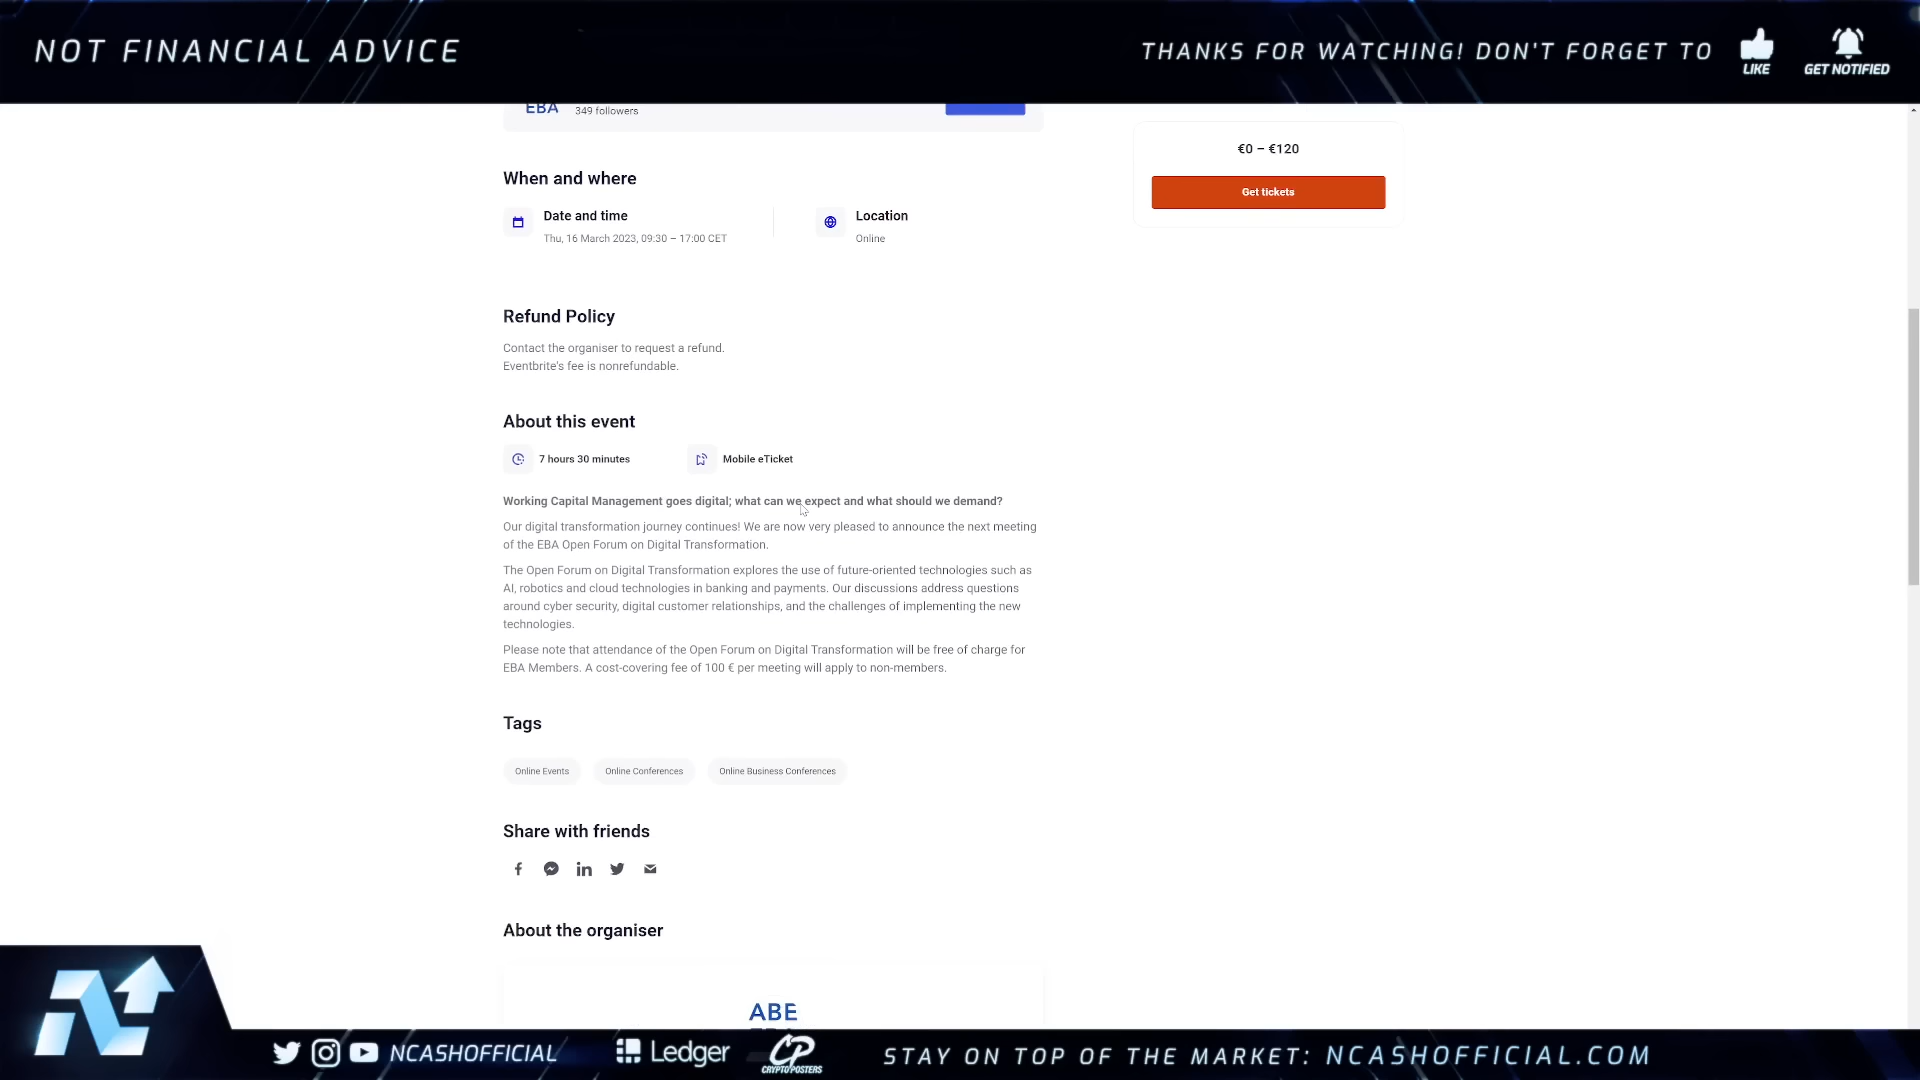 NOT FINANCIAL ADVICE
THANKS FOR WATCHING! DON'T FORGET TO
LIKE
GET NOTIFIED
EBA
349 followers
€0 – €120
Get tickets
When and where
Date and time
Thu, 16 March 2023, 09:30 – 17:00 CET
Location
Online
Refund Policy
Contact the organiser to request a refund.
Eventbrite's fee is nonrefundable.
About this event
7 hours 30 minutes
Mobile eTicket
Working Capital Management goes digital; what can we expect and what should we demand?
Our digital transformation journey continues! We are now very pleased to announce the next meeting
of the EBA Open Forum on Digital Transformation.
The Open Forum on Digital Transformation explores the use of future-oriented technologies such as
AI, robotics and cloud technologies in banking and payments. Our discussions address questions
around cyber security, digital customer relationships, and the challenges of implementing the new
technologies.
Please note that attendance of the Open Forum on Digital Transformation will be free of charge for
EBA Members. A cost-covering fee of 100 € per meeting will apply to non-members.
Tags
Online Events
Online Conferences
Online Business Conferences
Share with friends
About the organiser
ABE
NCASHOFFICIAL
Ledger
CP
CRYPTOPOSTERS
STAY ON TOP OF THE MARKET: NCASHOFFICIAL.COM